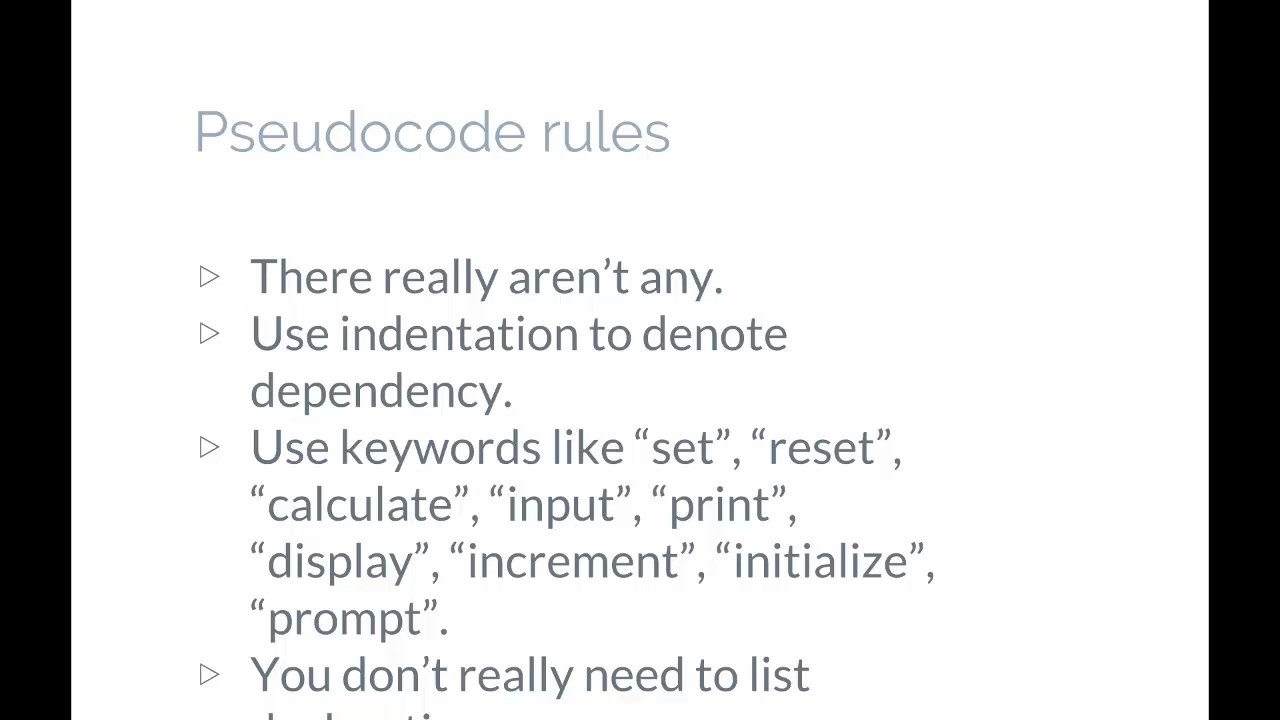 Pseudocode rules
▷ There really aren’t any.
▷ Use indentation to denote
dependency.
▷ Use keywords like “set”, “reset”,
“calculate”, “input”, “print”,
“display”, “increment”, “initialize”,
“prompt”.
▷ You don’t really need to list